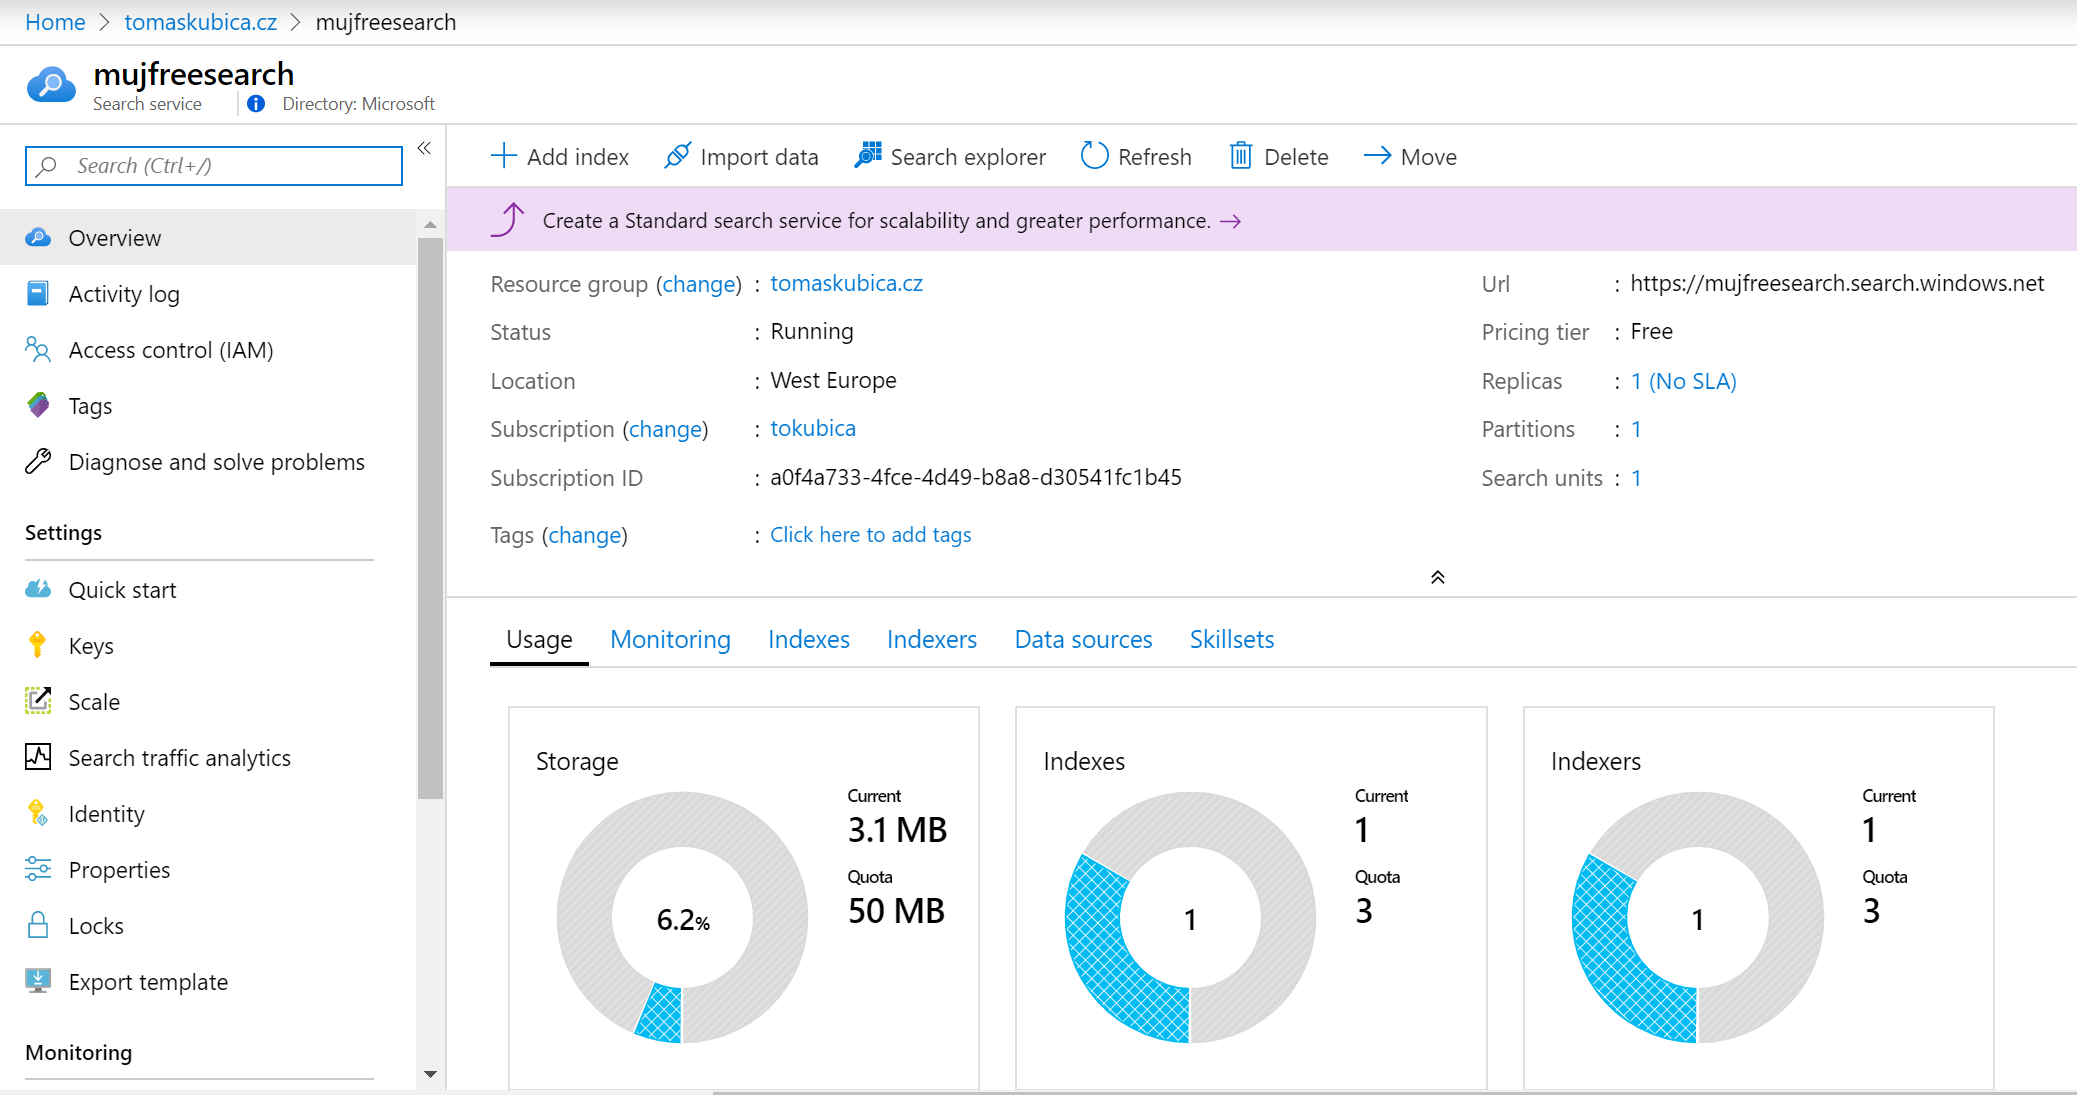 Home > tomaskubica.cz > mujfreesearch
mujfreesearch
Search service Directory: Microsoft
Search (Ctrl+/)
Overview
Activity log
Access control (IAM)
Tags
Diagnose and solve problems
Settings
Quick start
Keys
Scale
Search traffic analytics
Identity
Properties
Locks
Export template
Monitoring
Add index Import data Search explorer Refresh Delete Move
Create a Standard search service for scalability and greater performance. →
Resource group (change) : tomaskubica.cz
Status : Running
Location : West Europe
Subscription (change) : tokubica
Subscription ID : a0f4a733-4fce-4d49-b8a8-d30541fc1b45
Tags (change) : Click here to add tags
Url : https://mujfreesearch.search.windows.net
Pricing tier : Free
Replicas : 1 (No SLA)
Partitions : 1
Search units : 1
Usage Monitoring Indexes Indexers Data sources Skillsets
Storage
6.2%
Current
3.1 MB
Quota
50 MB
Indexes
1
Current
1
Quota
3
Indexers
1
Current
1
Quota
3